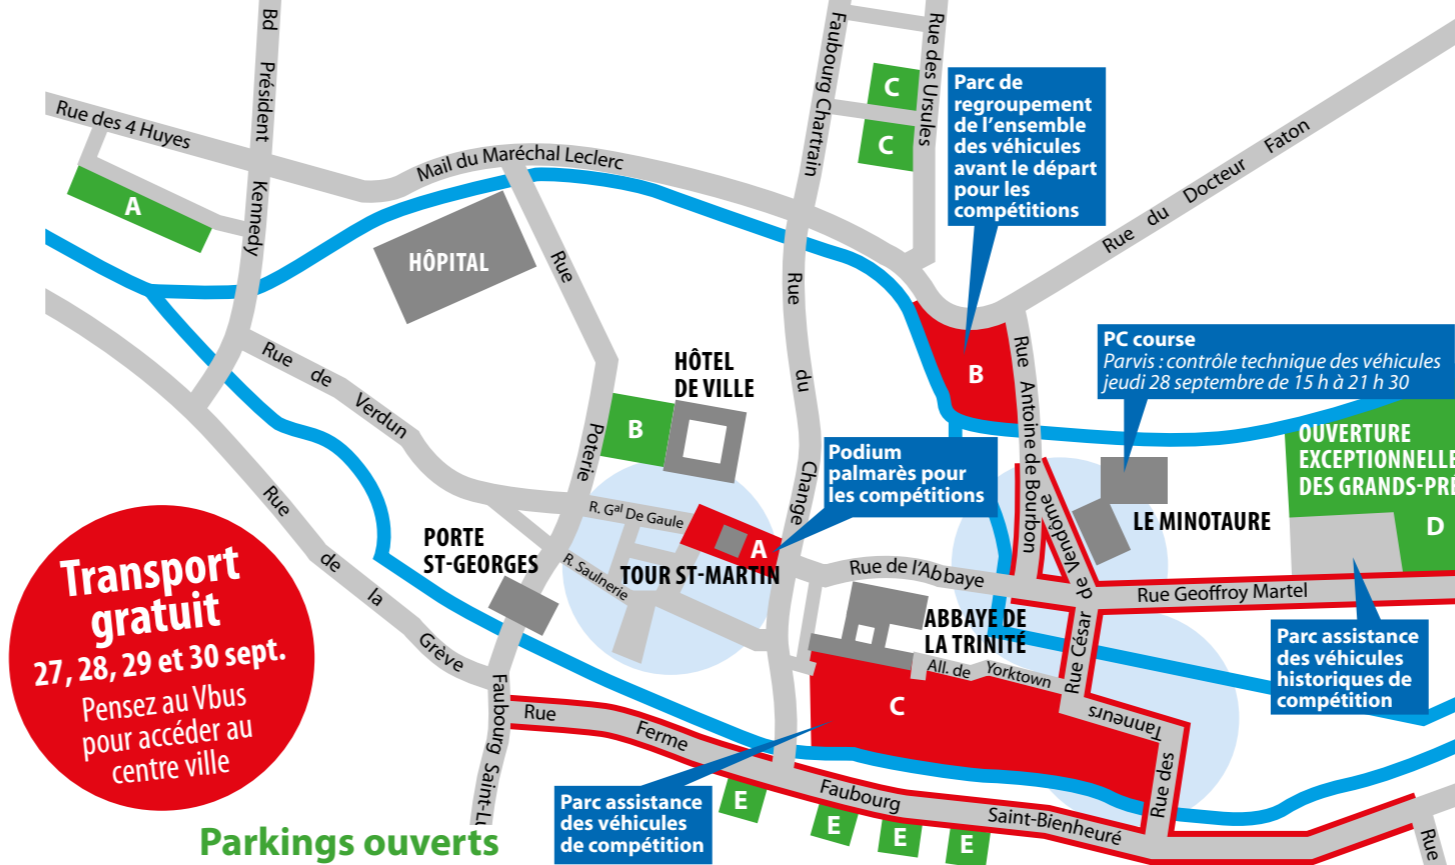 Bd Président Kennedy
Rue des 4 Huyes
A
Mail du Maréchal Leclerc
Faubourg Chartrain
Rue des Ursules
C
C
Parc de
regroupement
de l'ensemble
des véhicules
avant le départ
pour les
compétitions
Rue du Docteur Faton
HÔPITAL
Rue Poterie
Rue du Change
B
Rue Antoine de Bourbon
PC course
Parvis : contrôle technique des véhicules
jeudi 28 septembre de 15 h à 21 h 30
Rue de Verdun
HÔTEL
DE VILLE
B
Podium
palmarès pour
les compétitions
OUVERTURE
EXCEPTIONNELLE
DES GRANDS-PRÉ
D
LE MINOTAURE
R. Gal De Gaule
A
TOUR ST-MARTIN
R. Saulnerie
PORTE
ST-GEORGES
Rue de l'Abbaye
Rue César de Vendôme
Rue Geoffroy Martel
ABBAYE DE
LA TRINITÉ
All. de Yorktown
C
Rue des Tanneurs
Parc assistance
des véhicules
historiques de
compétition
Rue de la Grève
Transport
gratuit
27, 28, 29 et 30 sept.
Pensez au Vbus
pour accéder au
centre ville
Faubourg Saint-Lu
Rue Ferme
Faubourg Saint-Bienheuré
E
E
E
E
Parc assistance
des véhicules
de compétition
Rue
Parkings ouverts